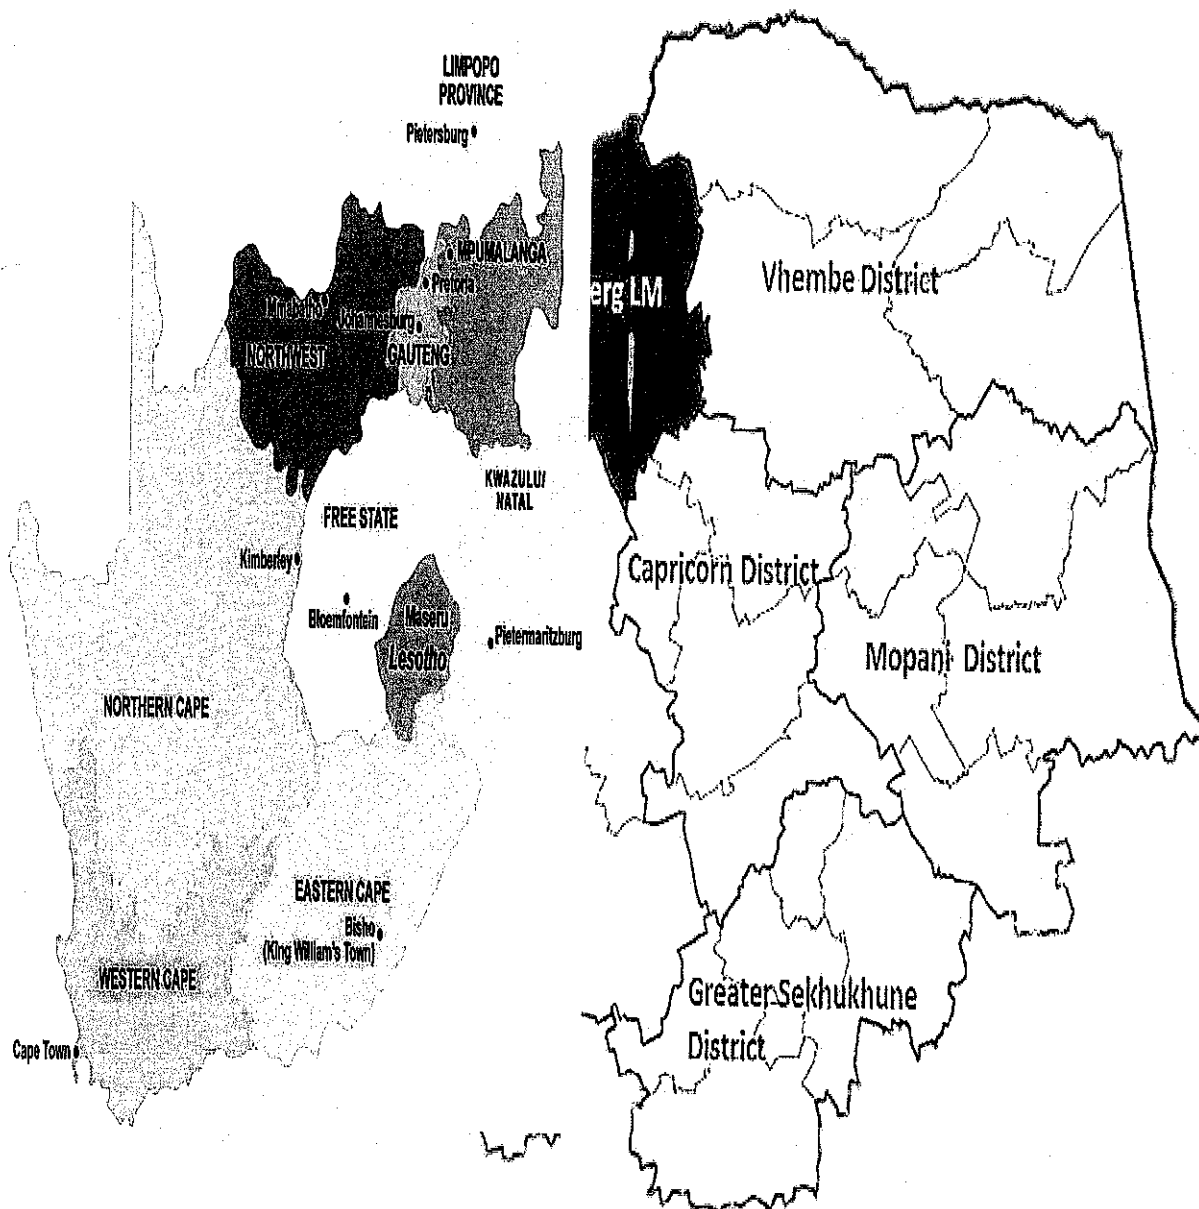 LIMPOPO
PROVINCE
Pietersburg
MPUMALANGA
Pretoria
Mmabatho
Johannesburg
NORTHWEST
GAUTENG
KWAZULU/
NATAL
FREE STATE
Kimberley
Bloemfontein
Maseru
Lesotho
Pietermaritzburg
NORTHERN CAPE
EASTERN CAPE
Bisho
(King William's Town)
WESTERN CAPE
Cape Town
erg LM
Vhembe District
Capricorn District
Mopani District
Greater Sekhukhune
District